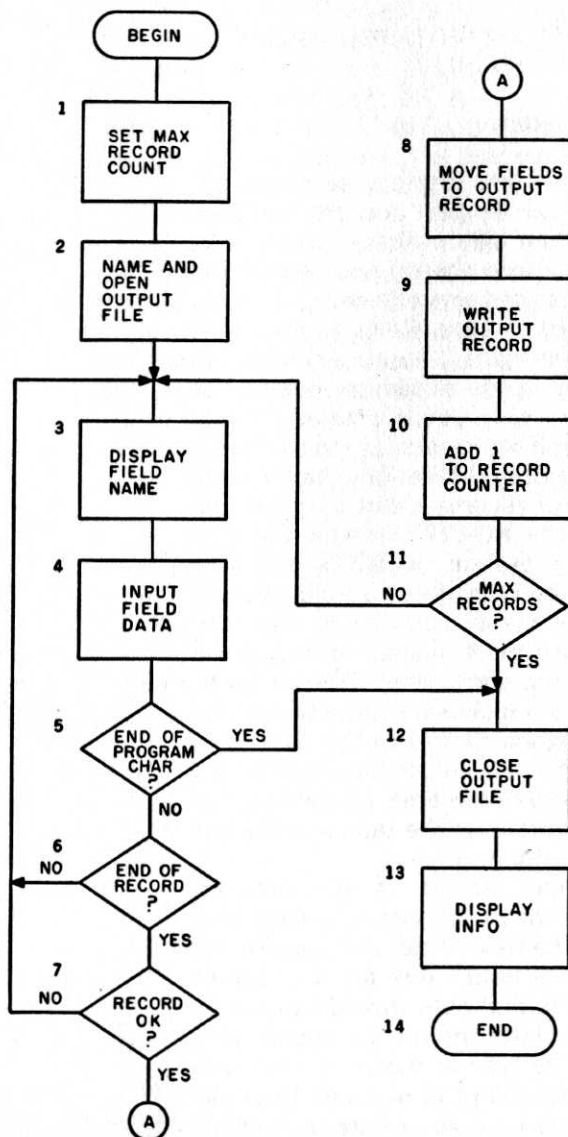 BEGIN
1
SET MAX
RECORD
COUNT
2
NAME AND
OPEN
OUTPUT
FILE
3
DISPLAY
FIELD
NAME
4
INPUT
FIELD
DATA
5
END OF
PROGRAM
CHAR
?
YES
NO
6
NO
END OF
RECORD
?
YES
7
NO
RECORD
OK
?
YES
A
A
8
MOVE FIELDS
TO OUTPUT
RECORD
9
WRITE
OUTPUT
RECORD
10
ADD 1
TO RECORD
COUNTER
11
NO
MAX
RECORDS
?
YES
12
CLOSE
OUTPUT
FILE
13
DISPLAY
INFO
14
END